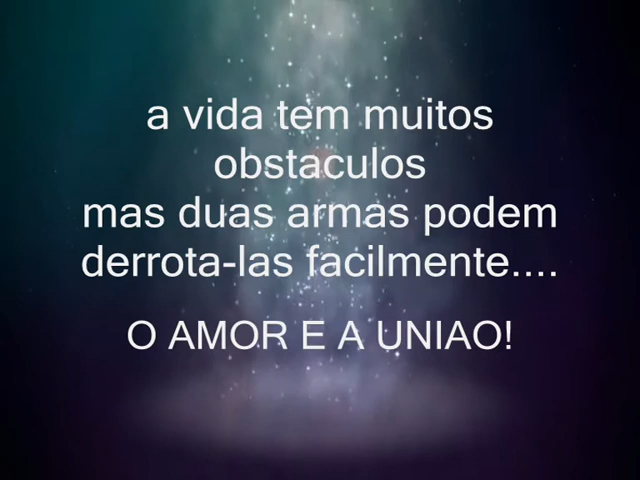 a vida tem muitos
obstaculos
mas duas armas podem
derrota-las facilmente....
O AMOR E A UNIAO!